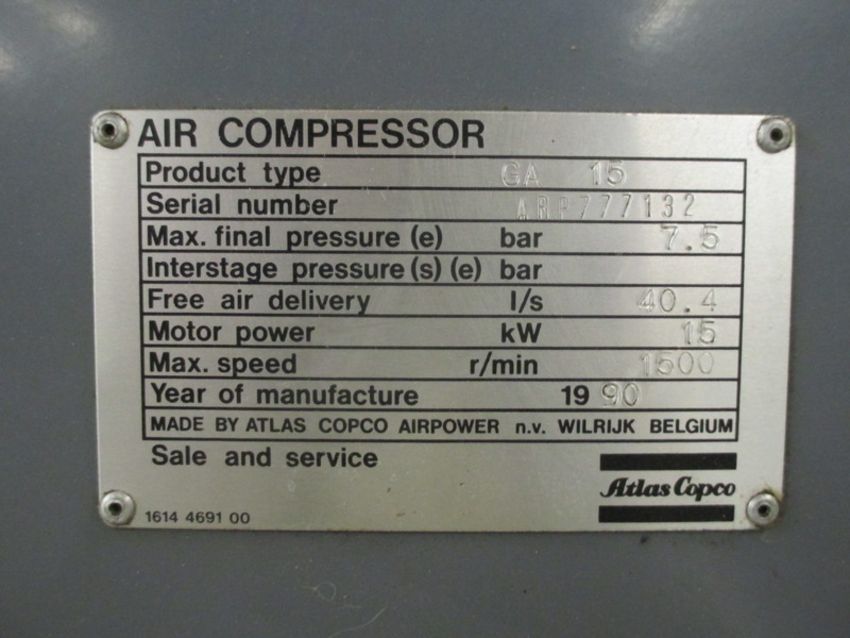 AIR COMPRESSOR
Product type GA 15
Serial number ARP777132
Max. final pressure (e) bar 7.5
Interstage pressure (s) (e) bar
Free air delivery l/s 40.4
Motor power kW 15
Max. speed r/min 1500
Year of manufacture 19 90
MADE BY ATLAS COPCO AIRPOWER n.v. WILRIJK BELGIUM
Sale and service
Atlas Copco
1614 4691 00